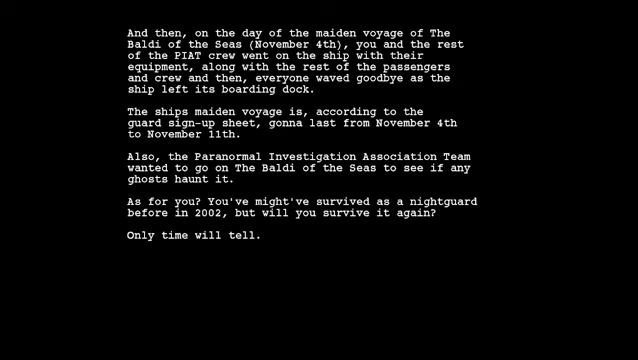 And then, on the day of the maiden voyage of The
Baldi of the Seas (November 4th), you and the rest
of the PIAT crew went on the ship with their
equipment, along with the rest of the passengers
and crew and then, everyone waved goodbye as the
ship left its boarding dock.
The ships maiden voyage is, according to the
guard sign-up sheet, gonna last from November 4th
to November 11th.
Also, the Paranormal Investigation Association Team
wanted to go on The Baldi of the Seas to see if any
ghosts haunt it.
As for you? You've might've survived as a nightguard
before in 2002, but will you survive it again?
Only time will tell.